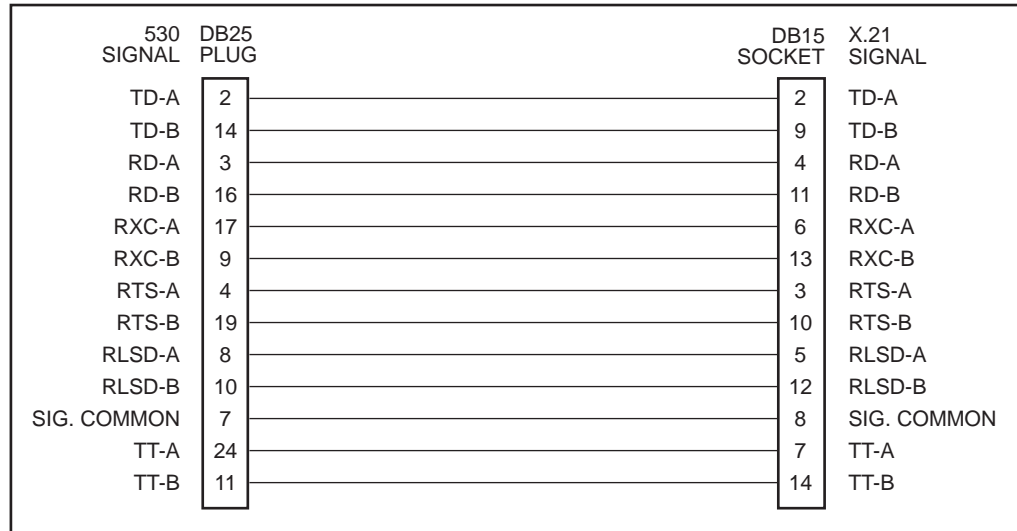 530 DB25 DB15 X.21
SIGNAL PLUG SOCKET SIGNAL
TD-A 2 2 TD-A
TD-B 14 9 TD-B
RD-A 3 4 RD-A
RD-B 16 11 RD-B
RXC-A 17 6 RXC-A
RXC-B 9 13 RXC-B
RTS-A 4 3 RTS-A
RTS-B 19 10 RTS-B
RLSD-A 8 5 RLSD-A
RLSD-B 10 12 RLSD-B
SIG. COMMON 7 8 SIG. COMMON
TT-A 24 7 TT-A
TT-B 11 14 TT-B